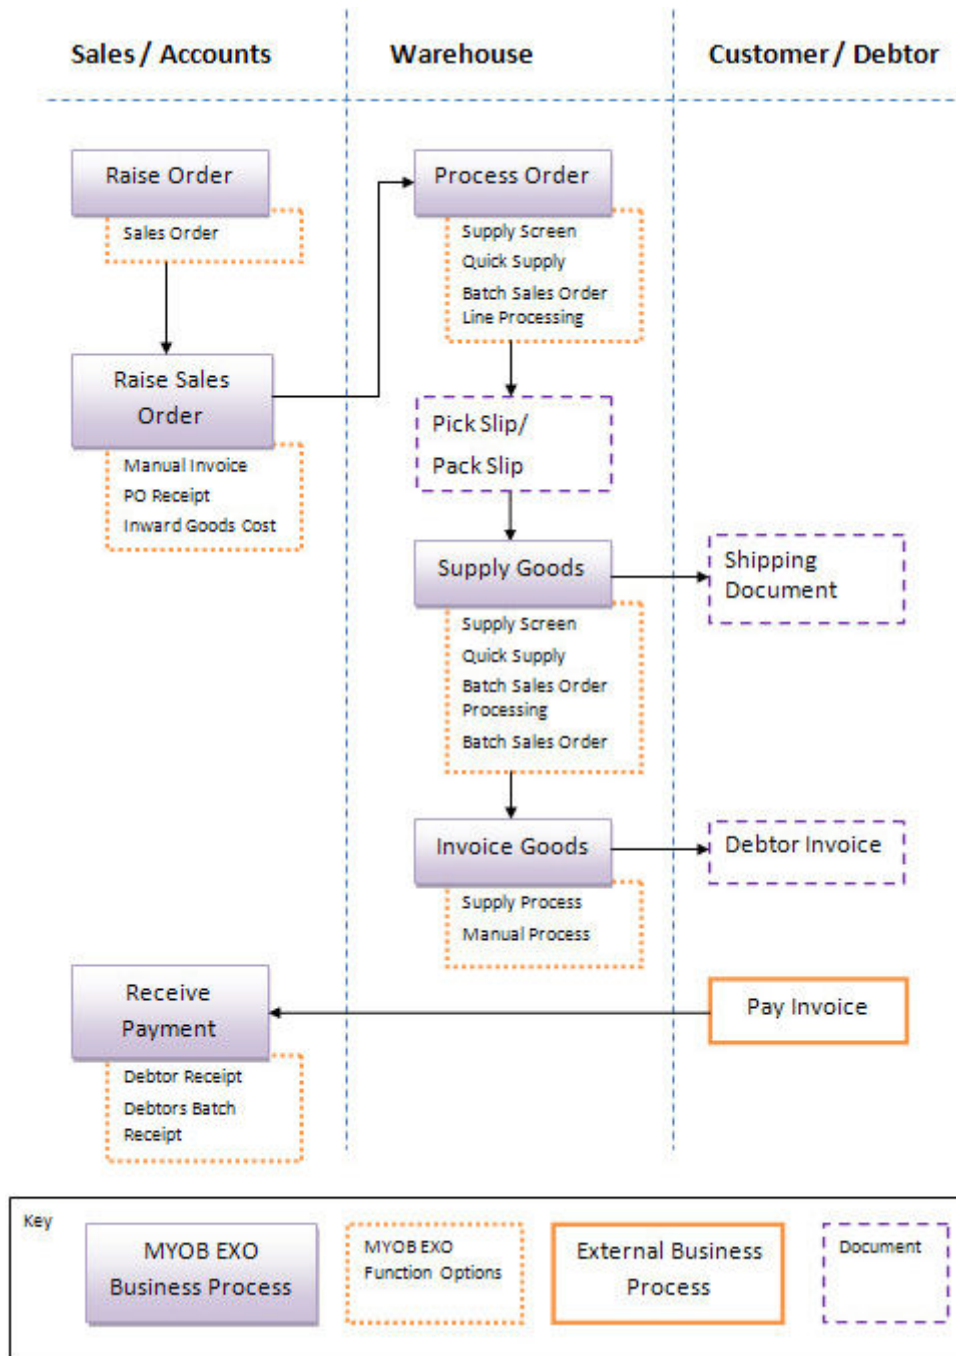 Sales / Accounts
Warehouse
Customer / Debtor
Raise Order
Sales Order
Raise Sales
Order
Manual Invoice
PO Receipt
Inward Goods Cost
Process Order
Supply Screen
Quick Supply
Batch Sales Order
Line Processing
Pick Slip/
Pack Slip
Supply Goods
Supply Screen
Quick Supply
Batch Sales Order
Processing
Batch Sales Order
Shipping
Document
Invoice Goods
Supply Process
Manual Process
Debtor Invoice
Pay Invoice
Receive
Payment
Debtor Receipt
Debtors Batch
Receipt
Key
MYOB EXO
Business Process
MYOB EXO
Function Options
External Business
Process
Document